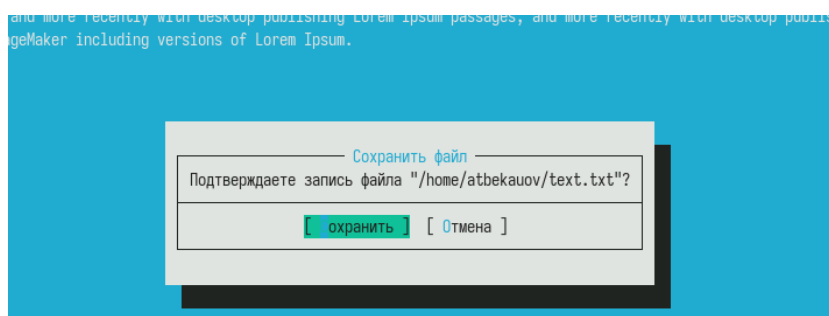 and more recently with desktop publishing Lorem Ipsum passages, and more recently with desktop publis
geMaker including versions of Lorem Ipsum.
Сохранить файл
Подтверждаете запись файла "/home/atbekauov/text.txt"?
[ Сохранить ] [ Отмена ]